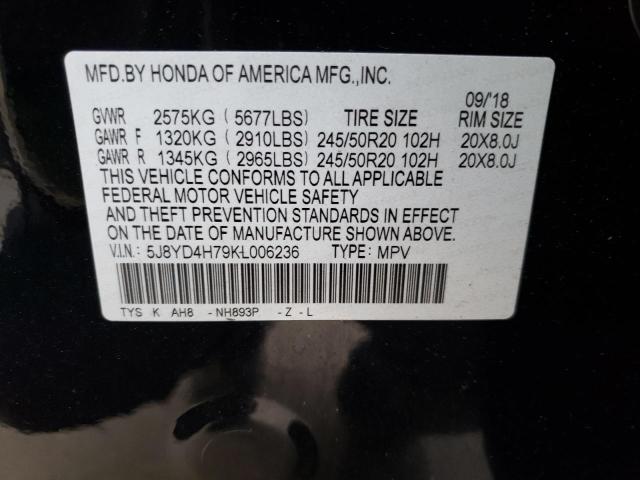 MFD.BY HONDA OF AMERICA MFG.,INC.
09/'18
GVWR 2575KG ( 5677LBS) TIRE SIZE RIM SIZE
GAWR F 1320KG ( 2910LBS) 245/50R20 102H 20X8.0J
GAWR R 1345KG ( 2965LBS) 245/50R20 102H 20X8.0J
THIS VEHICLE CONFORMS TO ALL APPLICABLE
FEDERAL MOTOR VEHICLE SAFETY
AND THEFT PREVENTION STANDARDS IN EFFECT
ON THE DATE OF MANUFACTURE SHOWN ABOVE.
V.I.N.: 5J8YD4H79KL006236 TYPE: MPV
TYS K AH8 - NH893P - Z - L